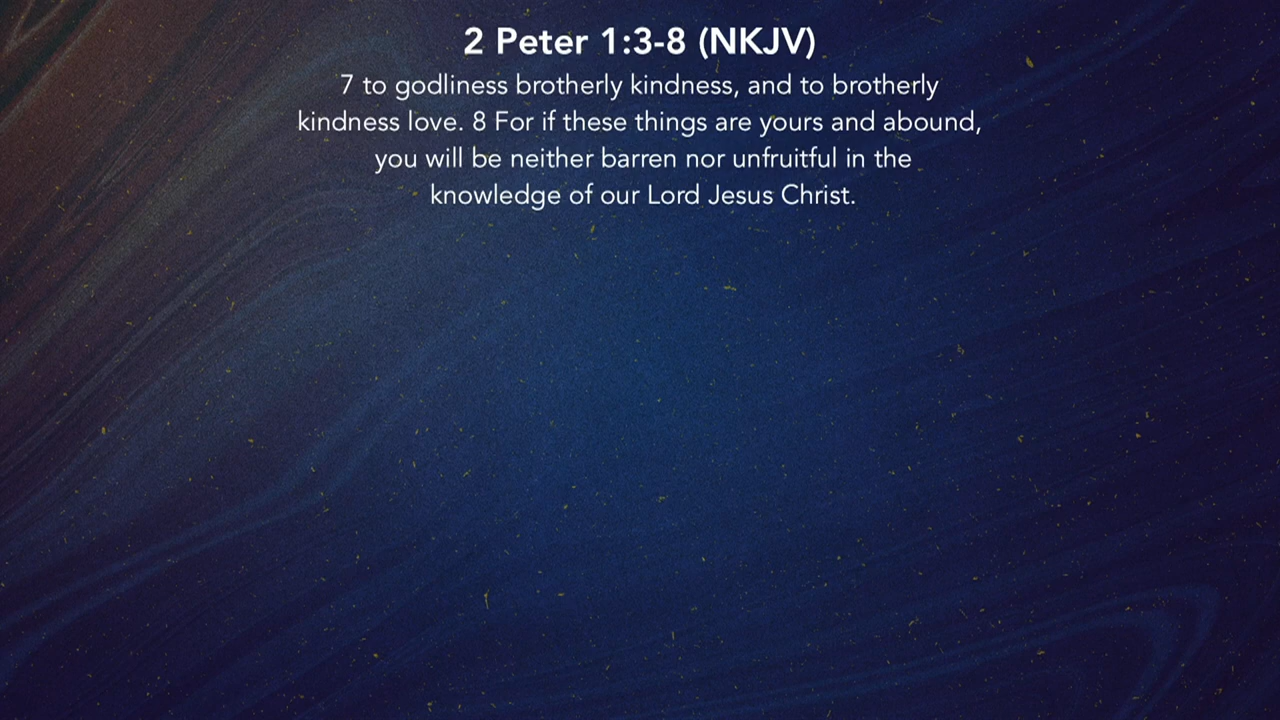 2 Peter 1:3-8 (NKJV)
7 to godliness brotherly kindness, and to brotherly
kindness love. 8 For if these things are yours and abound,
you will be neither barren nor unfruitful in the
knowledge of our Lord Jesus Christ.